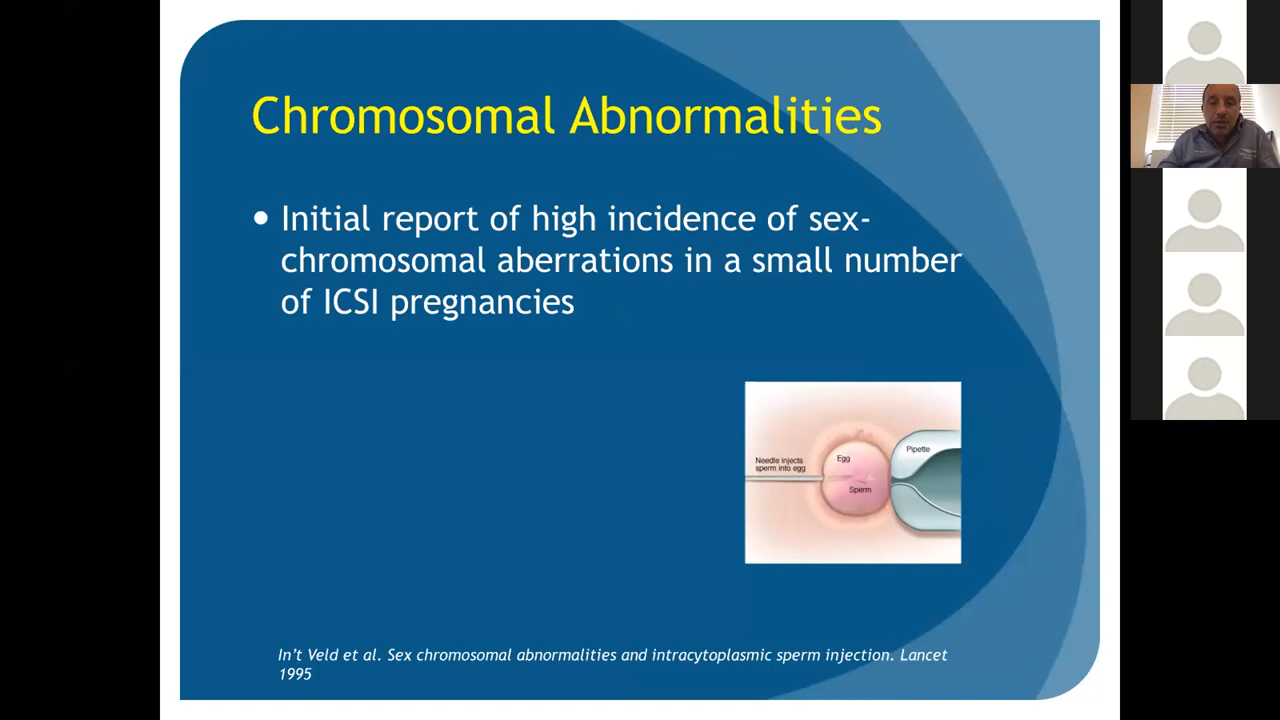 Chromosomal Abnormalities
• Initial report of high incidence of sex-
chromosomal aberrations in a small number
of ICSI pregnancies
Needle injects
sperm into egg
Egg
Sperm
Pipette
In't Veld et al. Sex chromosomal abnormalities and intracytoplasmic sperm injection. Lancet
1995